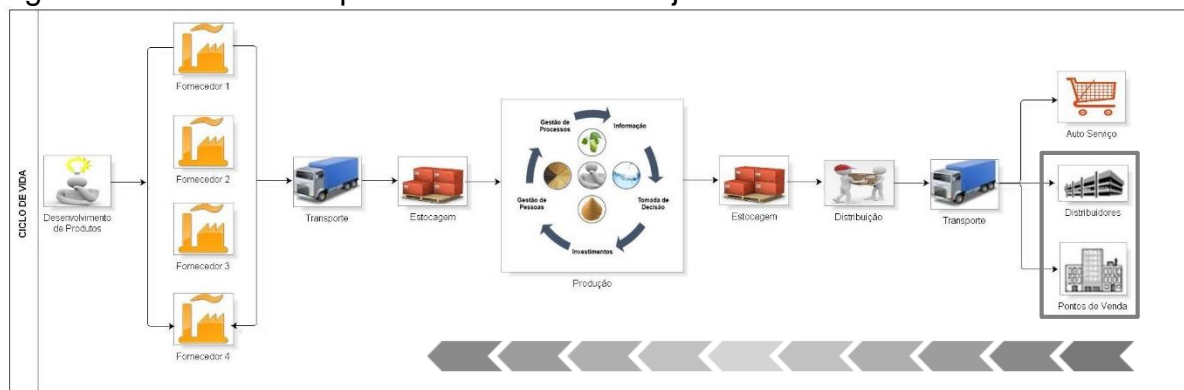 CICLO DE VIDA
Desenvolvimento
de Produtos
Fornecedor 1
Fornecedor 2
Fornecedor 3
Fornecedor 4
Transporte
Estocagem
Gestão de
Processos
Informação
Gestão de
Pessoas
Tomada de
Decisão
Investimentos
Produção
Estocagem
Distribuição
Transporte
Auto Serviço
Distribuidores
Pontos de Venda